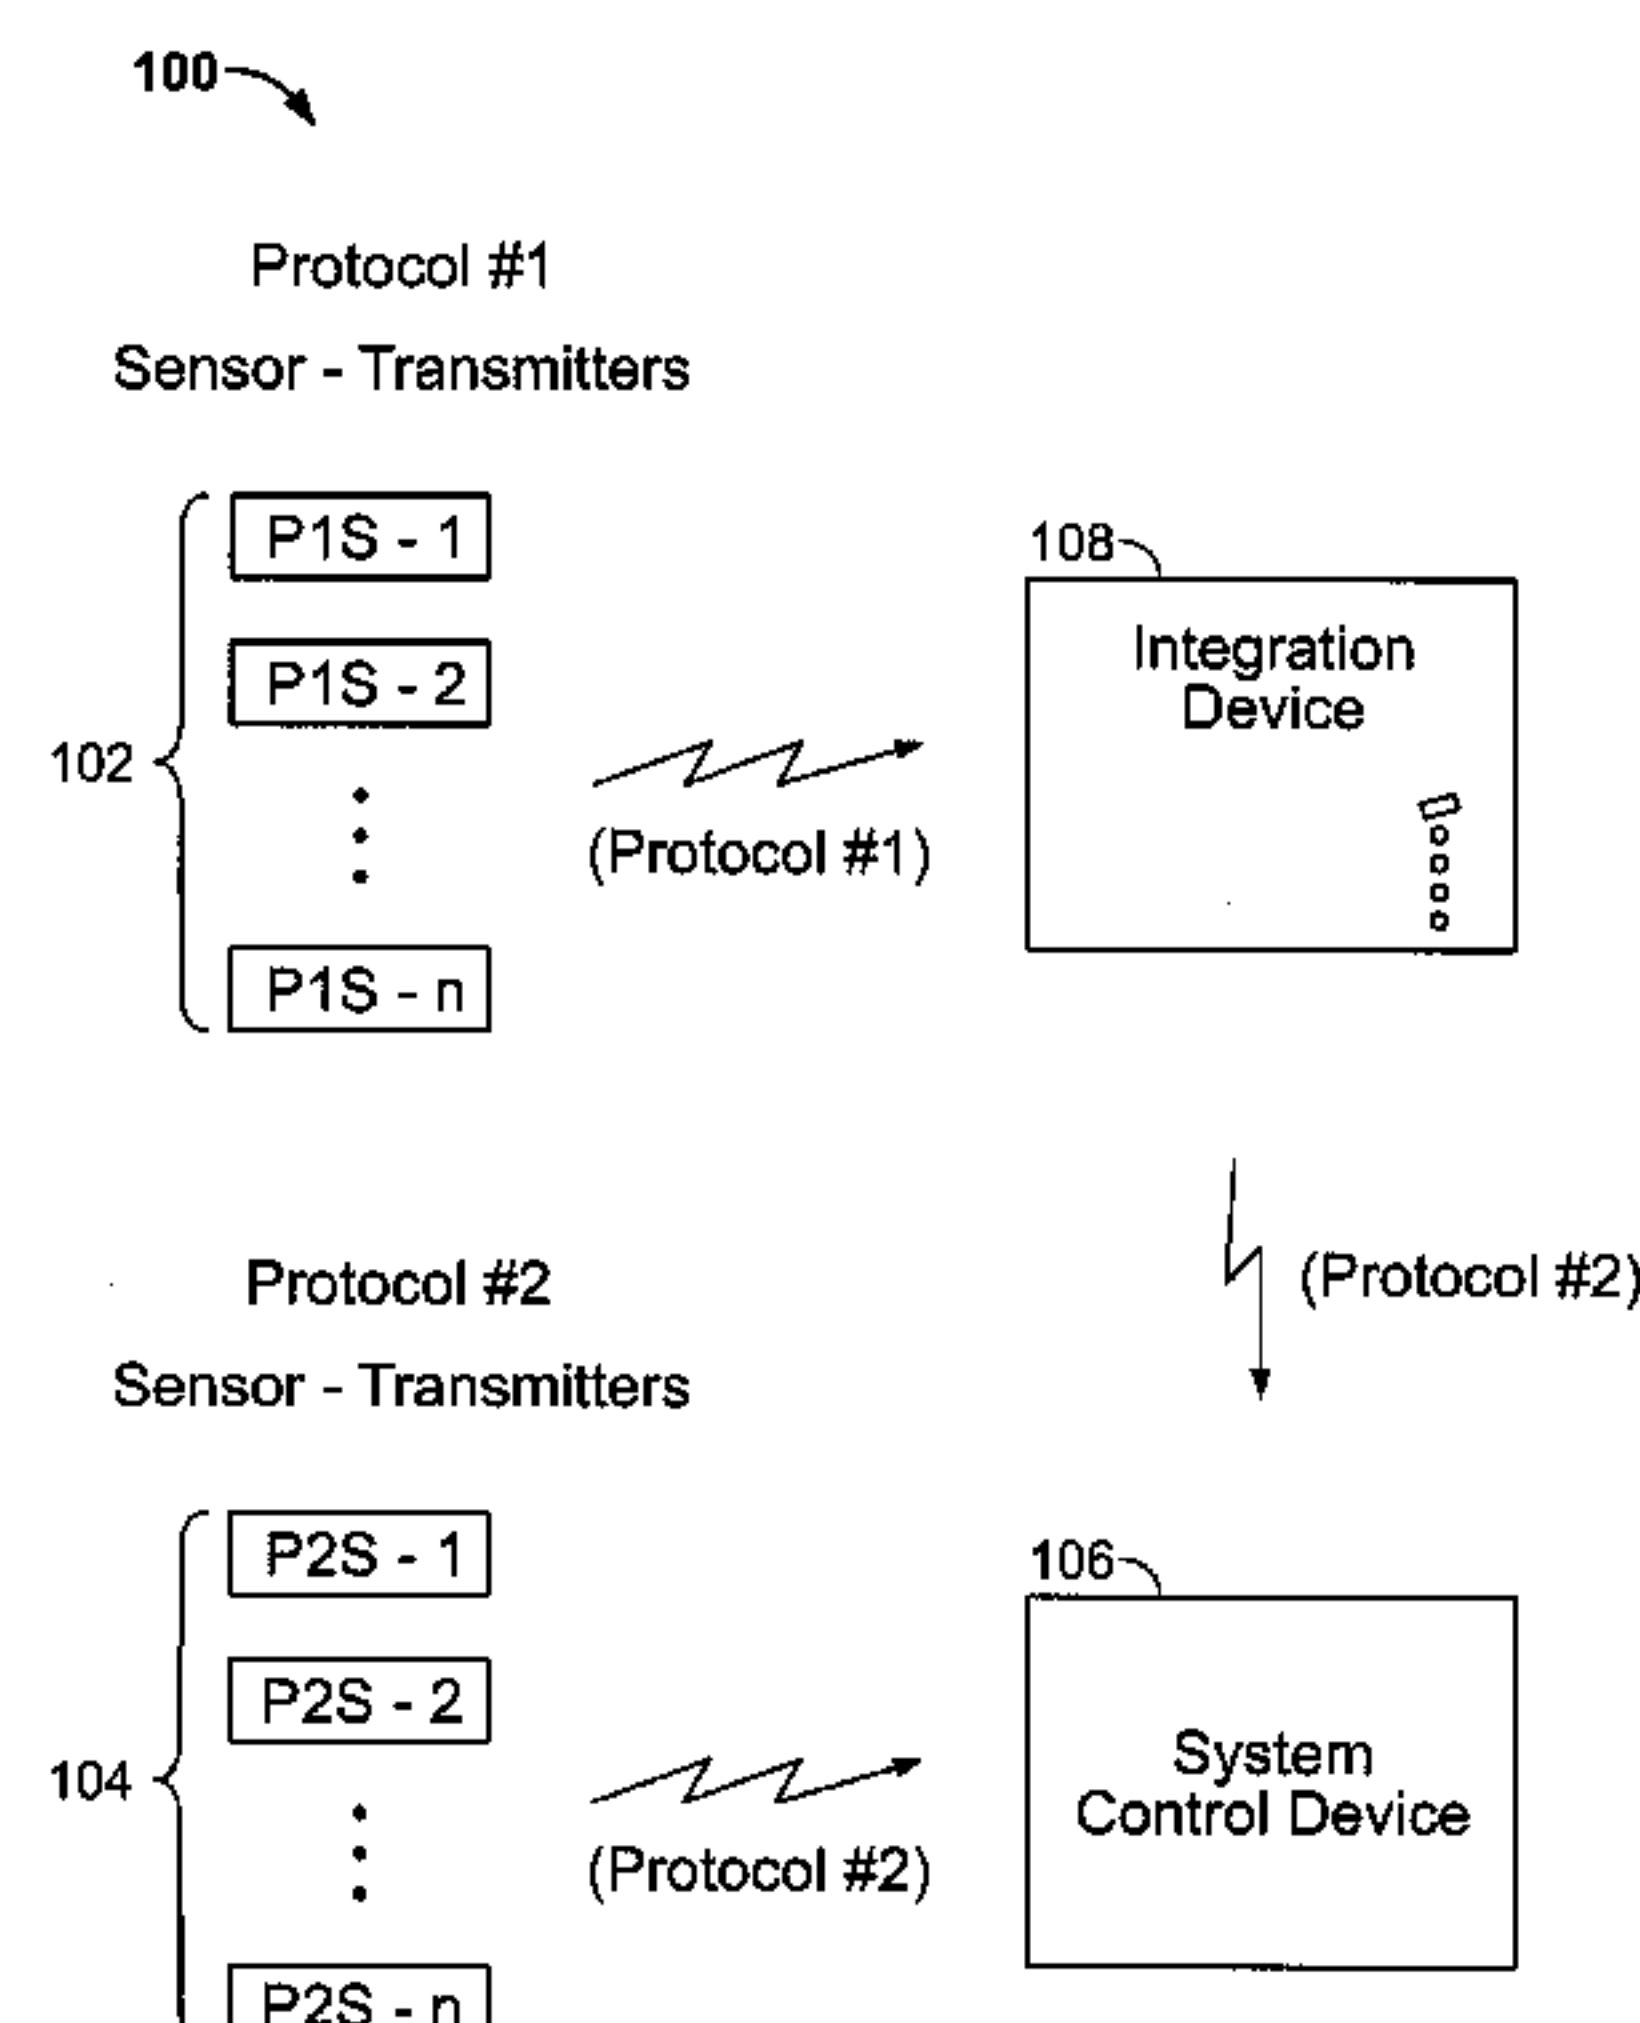 100
Protocol #1
Sensor - Transmitters
P1S - 1
108
Integration
Device
P1S - 2
102
(Protocol #1)
P1S - n
(Protocol #2)
Protocol #2
Sensor - Transmitters
P2S - 1
106
P2S - 2
System
Control Device
104
(Protocol #2)
P2S - n